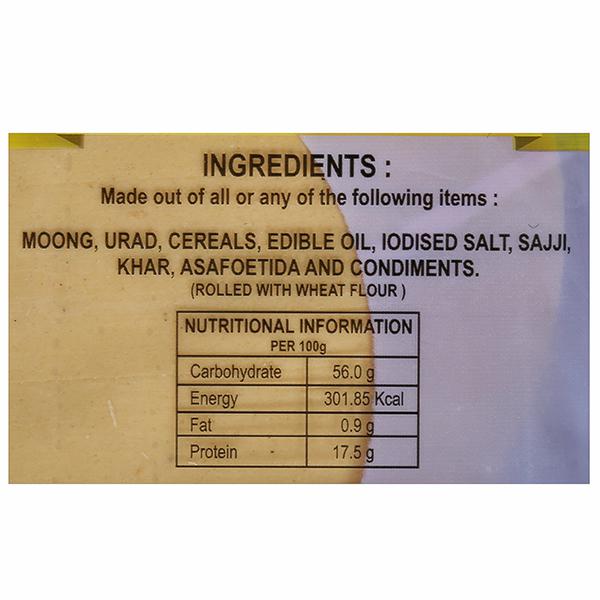 INGREDIENTS :
Made out of all or any of the following items :
MOONG, URAD, CEREALS, EDIBLE OIL, IODISED SALT, SAJJI,
KHAR, ASAFOETIDA AND CONDIMENTS.
(ROLLED WITH WHEAT FLOUR )
NUTRITIONAL INFORMATION
PER 100g
Carbohydrate 56.0 g
Energy 301.85 Kcal
Fat 0.9 g
Protein 17.5 g